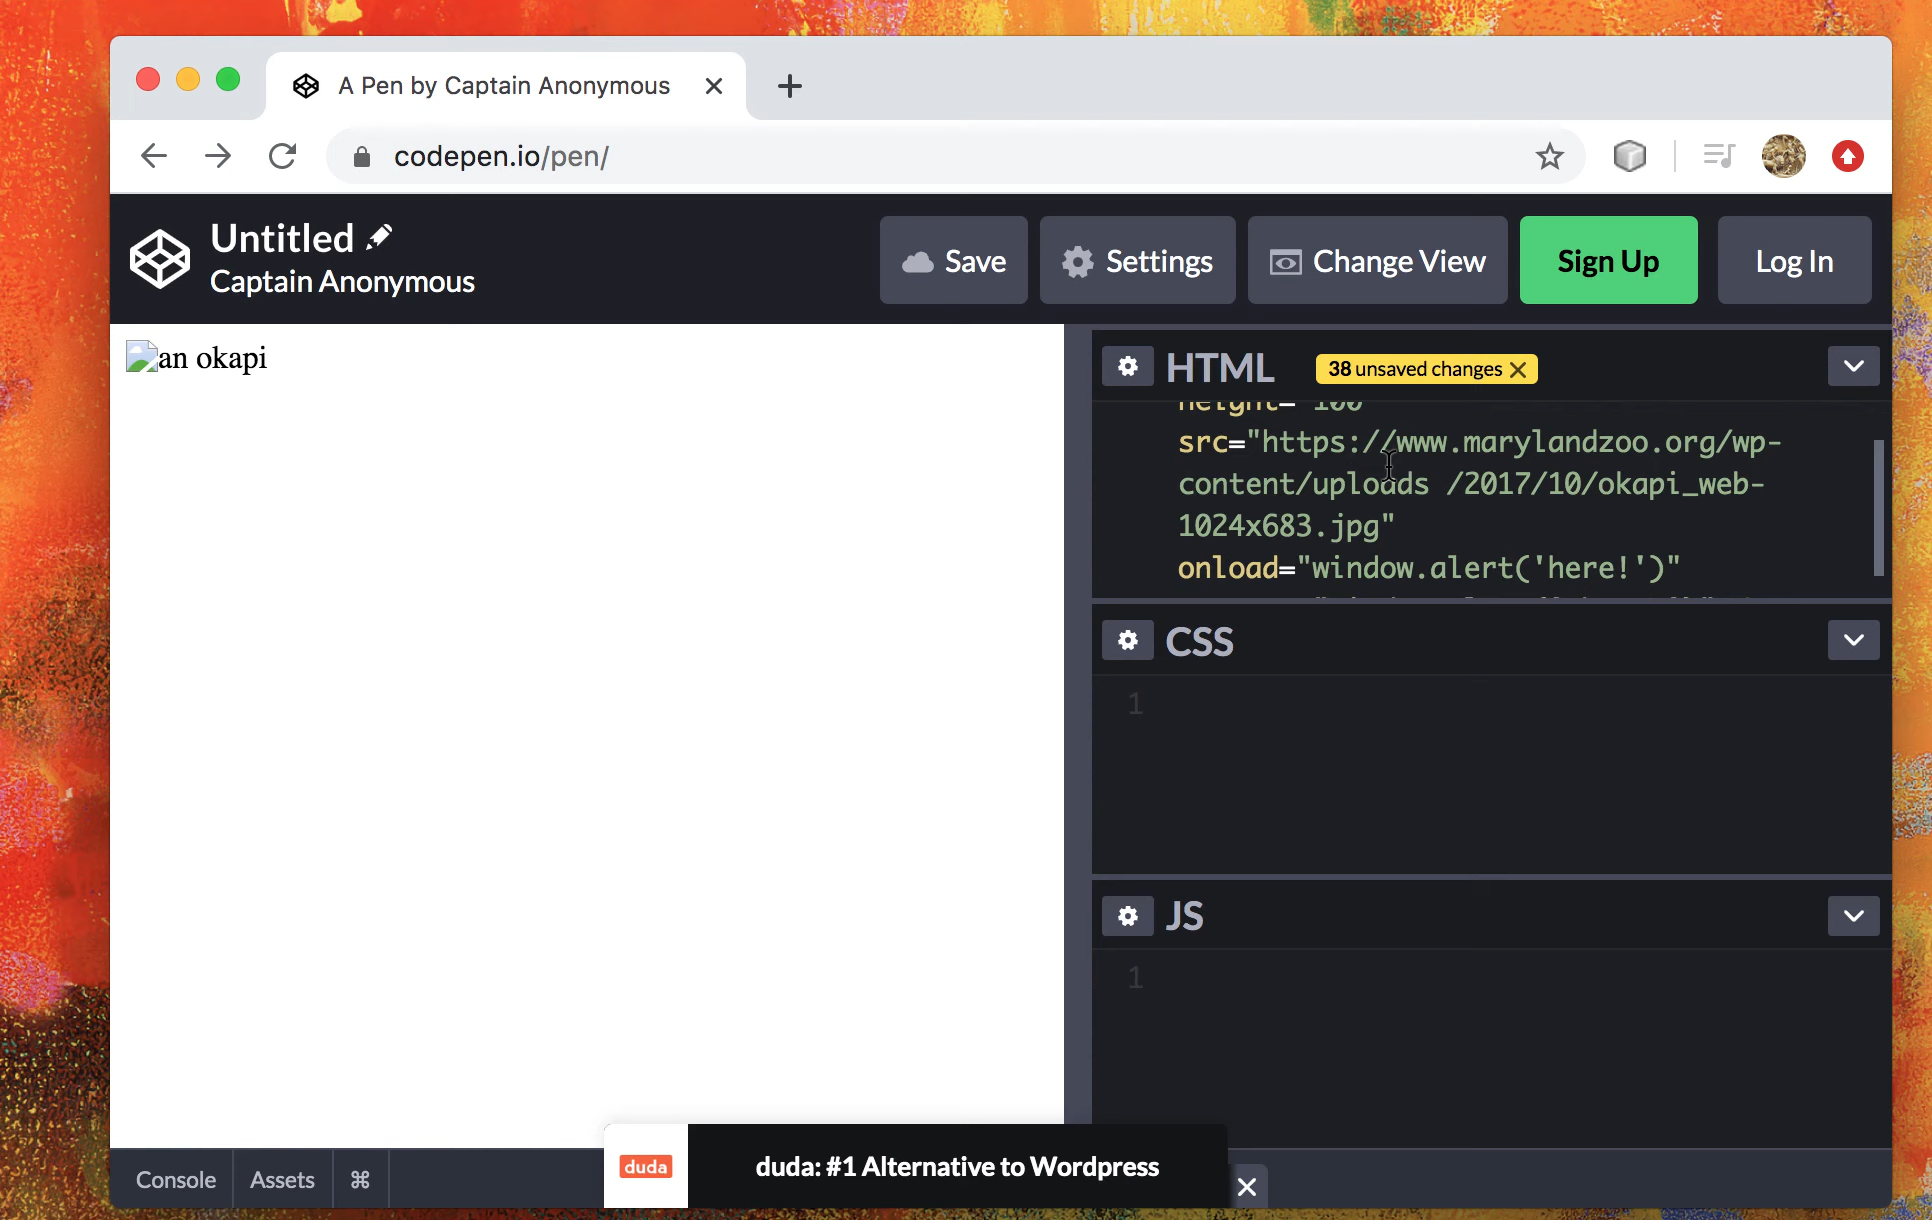 A Pen by Captain Anonymous
codepen.io/pen/
Untitled
Captain Anonymous
Save
Settings
Change View
Sign Up
Log In
an okapi
HTML
38 unsaved changes
height="100"
src="https://www.marylandzoo.org/wp-
content/uploads /2017/10/okapi_web-
1024x683.jpg"
onload="window.alert('here!')"
CSS
1
JS
1
Console
Assets
⌘
duda
duda: #1 Alternative to Wordpress